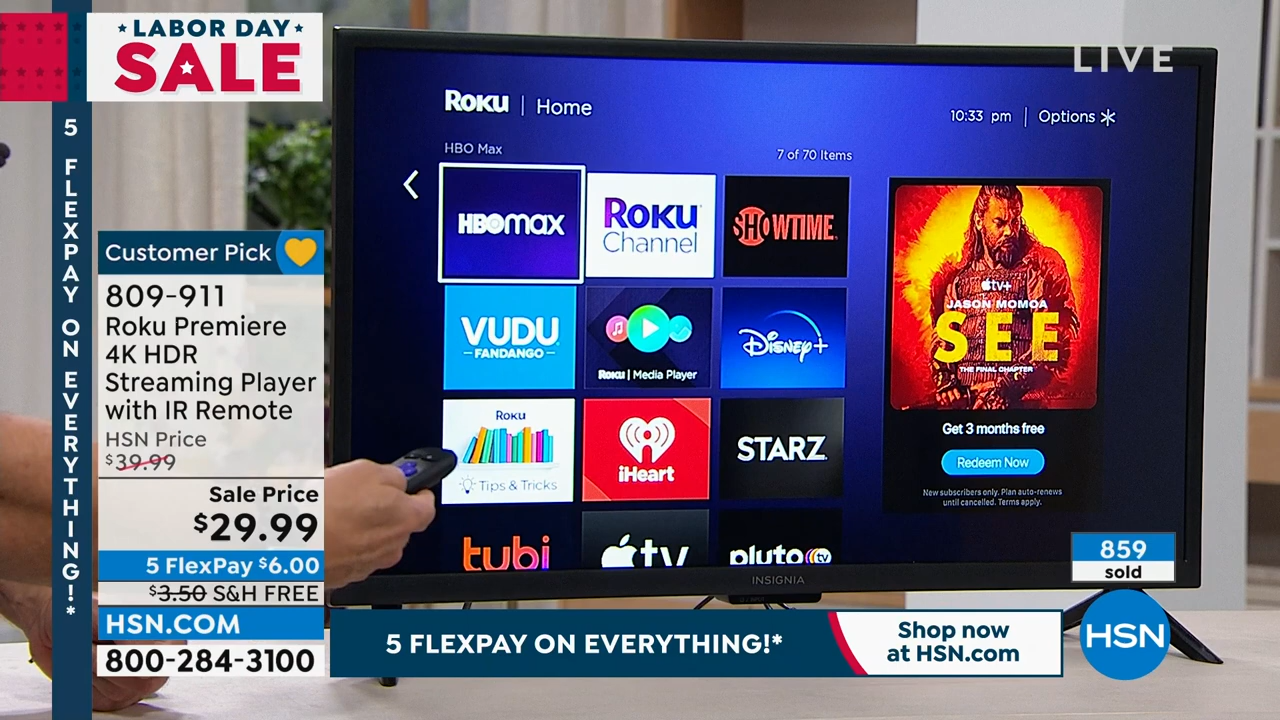 LABOR DAY
SALE
5 FLEXPAY ON EVERYTHING!*
Customer Pick
809-911
Roku Premiere
4K HDR
Streaming Player
with IR Remote
HSN Price
$39.99
Sale Price
$29.99
5 FlexPay $6.00
$3.50 S&H FREE
HSN.COM
800-284-3100
LIVE
Roku | Home
10:33 pm | Options
HBO Max
7 of 70 Items
HBOMAX
Roku
Channel
SHOWTIME
VUDU
FANDANGO
Roku | Media Player
Disney+
Roku
Tips & Tricks
iHeart
STARZ
tubi
tv
pluto tv
tv+
JASON MOMOA
SEE
THE FINAL CHAPTER
Get 3 months free
Redeem Now
New subscribers only. Plan auto-renews
until cancelled. Terms apply.
INSIGNIA
859
sold
5 FLEXPAY ON EVERYTHING!*
Shop now
at HSN.com
HSN